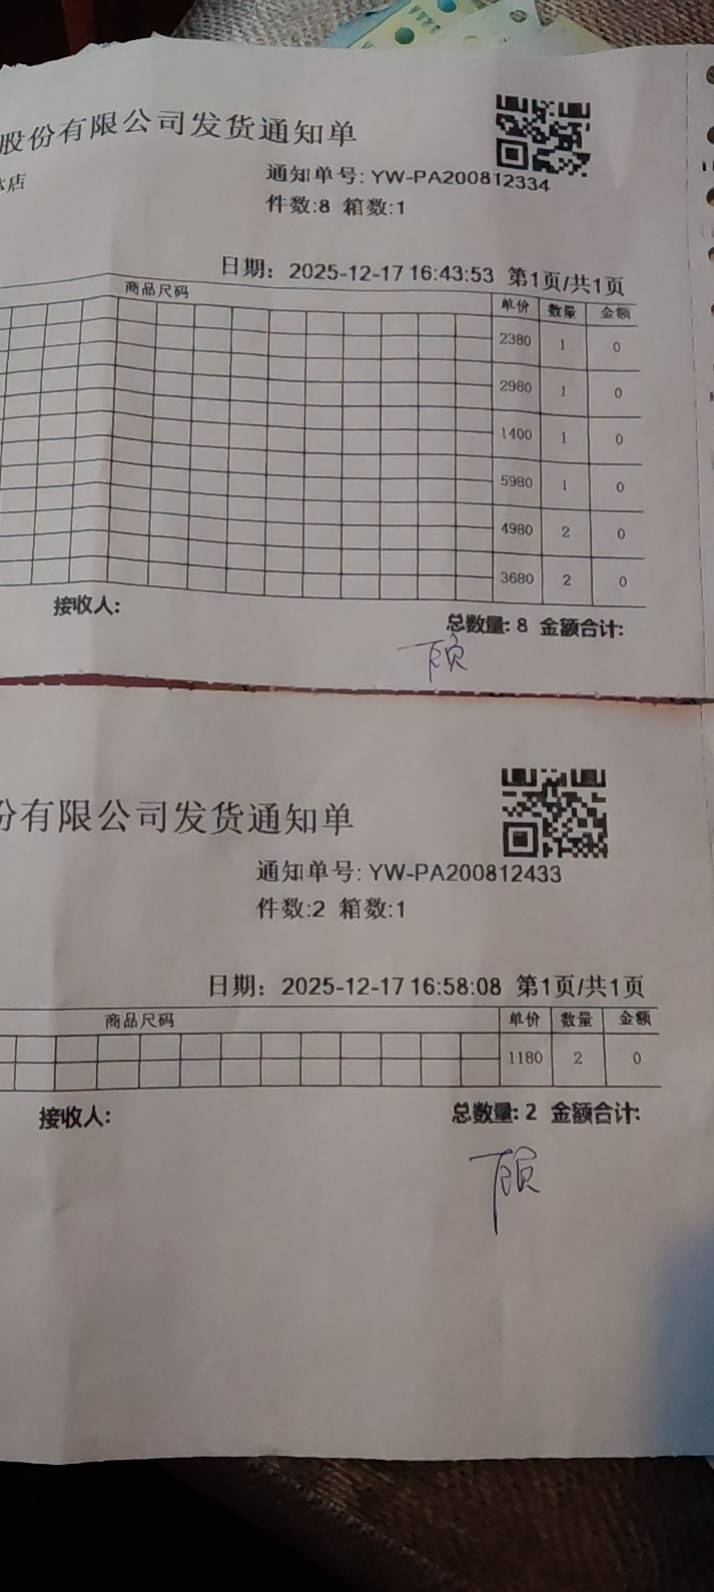 股份有限公司发货通知单
通知单号: YW-PA200812334
件数:8 箱数:1
日期: 2025-12-17 16:43:53 第1页/共1页
商品尺码 单价 数量 金额
2380 1 0
2980 1 0
1400 1 0
5980 1 0
4980 2 0
3680 2 0
接收人: 总数量: 8 金额合计:
份有限公司发货通知单
通知单号: YW-PA200812433
件数:2 箱数:1
日期: 2025-12-17 16:58:08 第1页/共1页
商品尺码 单价 数量 金额
1180 2 0
接收人: 总数量: 2 金额合计: